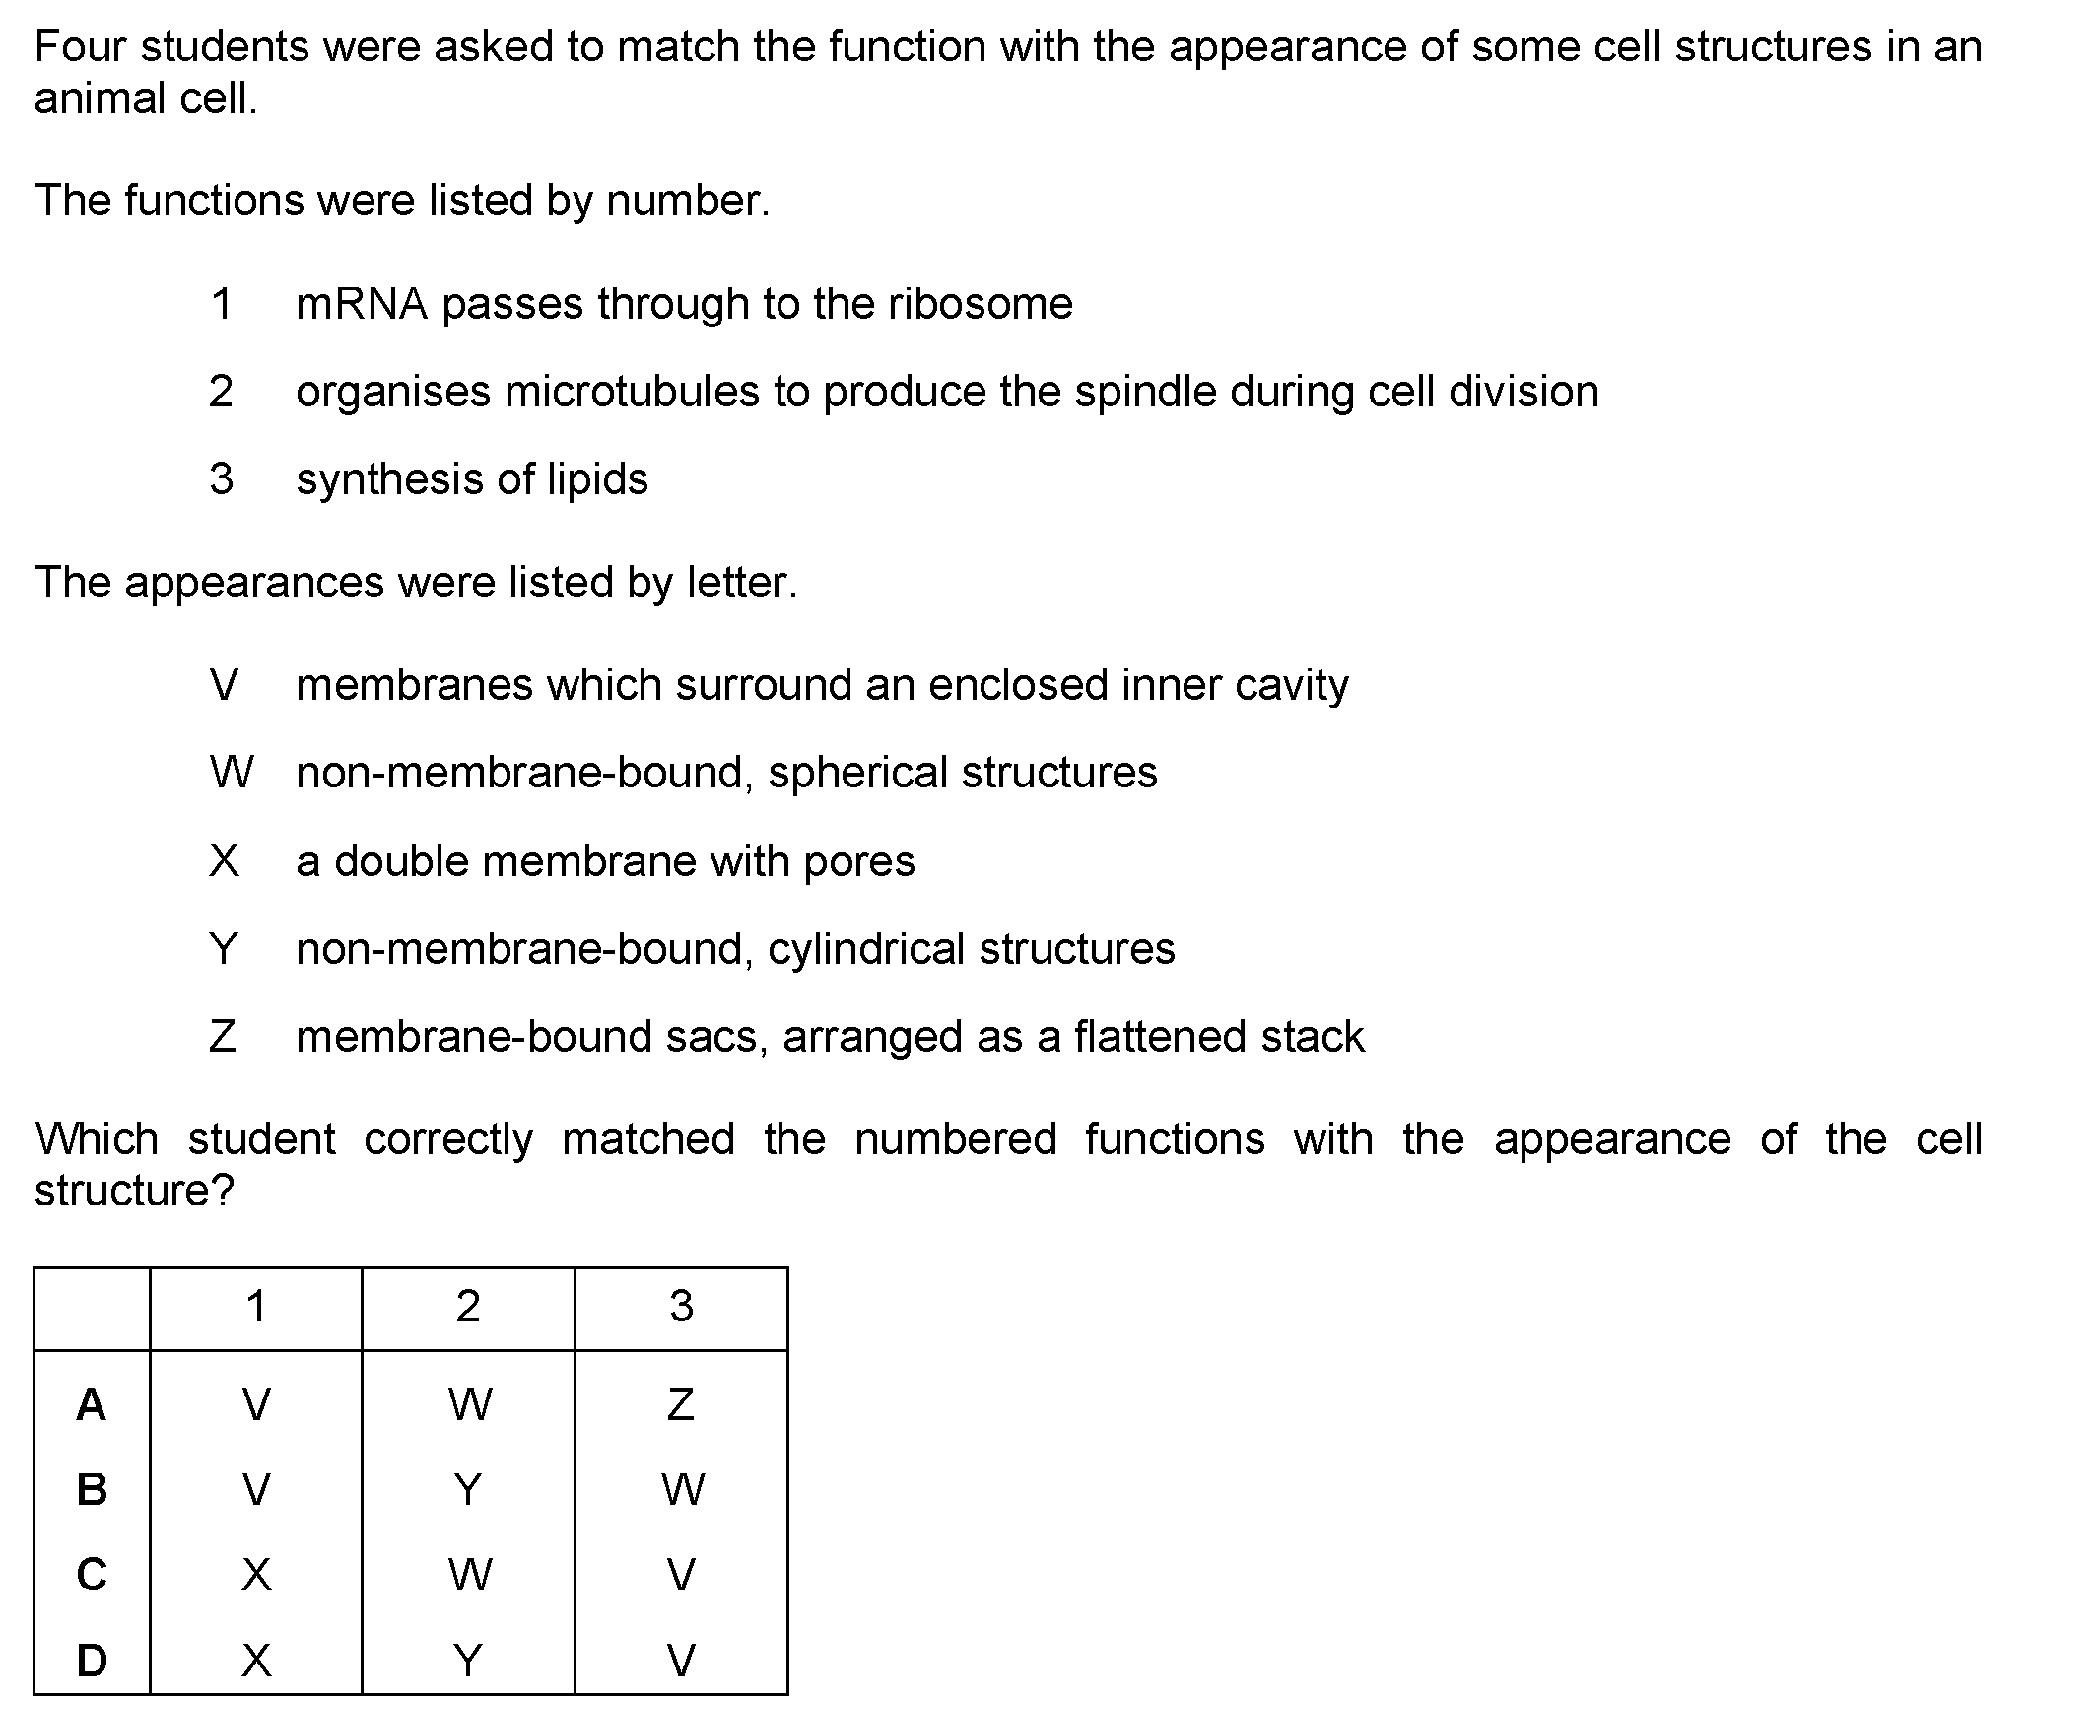 Four students were asked to match the function with the appearance of some cell structures in an
animal cell.
The functions were listed by number.
1 mRNA passes through to the ribosome
2 organises microtubules to produce the spindle during cell division
3 synthesis of lipids
The appearances were listed by letter.
V membranes which surround an enclosed inner cavity
W non-membrane-bound, spherical structures
X a double membrane with pores
Y non-membrane-bound, cylindrical structures
Z membrane-bound sacs, arranged as a flattened stack
Which student correctly matched the numbered functions with the appearance of the cell
structure?
1 2 3
A V W Z
B V Y W
C X W V
D X Y V